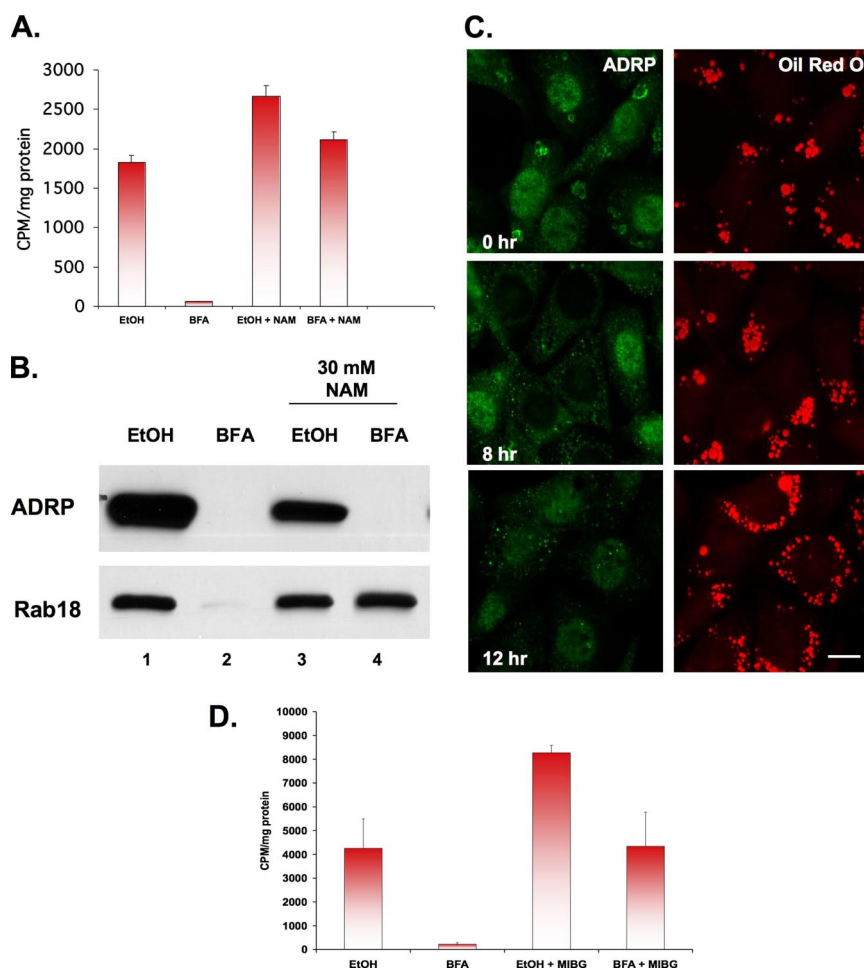 A.
3000
2500
2000
1500
1000
500
0
CPM/mg protein
EtOH BFA EtOH + NAM BFA + NAM
B.
30 mM
NAM
EtOH BFA EtOH BFA
ADRP
Rab18
1 2 3 4
C.
ADRP Oil Red O
0 hr
8 hr
12 hr
D.
10000
9000
8000
7000
6000
5000
4000
3000
2000
1000
0
CPM/mg protein
EtOH BFA EtOH + MIBG BFA + MIBG